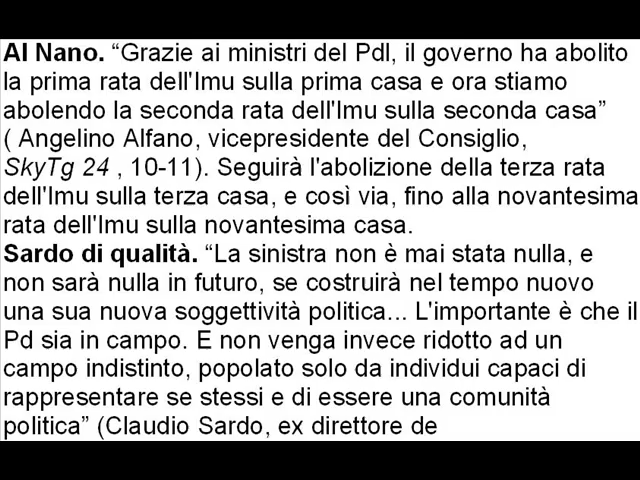 Al Nano. “Grazie ai ministri del Pdl, il governo ha abolito
la prima rata dell'Imu sulla prima casa e ora stiamo
abolendo la seconda rata dell'Imu sulla seconda casa”
( Angelino Alfano, vicepresidente del Consiglio,
SkyTg 24 , 10-11). Seguirà l'abolizione della terza rata
dell'Imu sulla terza casa, e così via, fino alla novantesima
rata dell'Imu sulla novantesima casa.
Sardo di qualità. “La sinistra non è mai stata nulla, e
non sarà nulla in futuro, se costruirà nel tempo nuovo
una sua nuova soggettività politica... L'importante è che il
Pd sia in campo. E non venga invece ridotto ad un
campo indistinto, popolato solo da individui capaci di
rappresentare se stessi e di essere una comunità
politica” (Claudio Sardo, ex direttore de